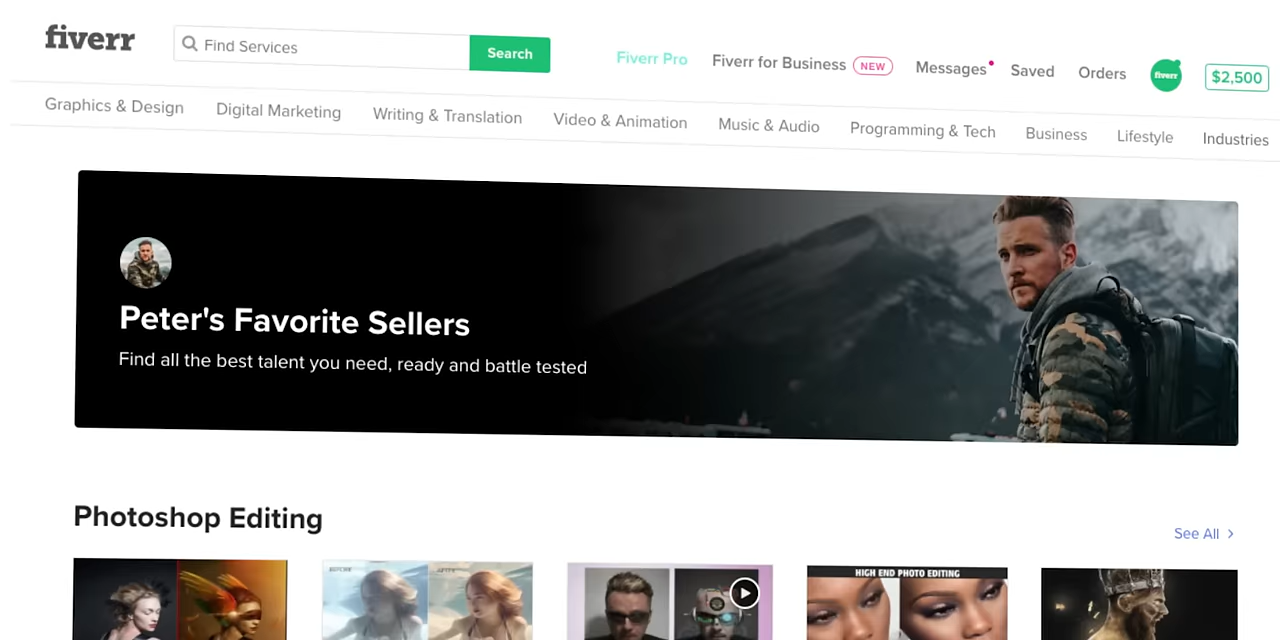 fiverr
Find Services
Search
Fiverr Pro
Fiverr for Business NEW
Messages
Saved
Orders
fiverr
$2,500
Graphics & Design
Digital Marketing
Writing & Translation
Video & Animation
Music & Audio
Programming & Tech
Business
Lifestyle
Industries
Peter's Favorite Sellers
Find all the best talent you need, ready and battle tested
Photoshop Editing
See All
BEFORE
AFTER
HIGH END PHOTO EDITING